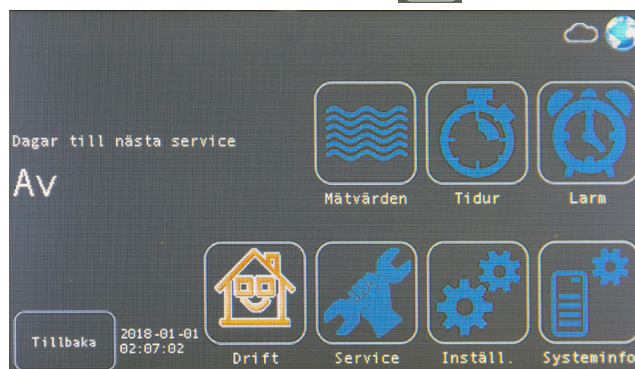 Dagar till nästa service
Av
Mätvärden
Tidur
Larm
Tillbaka
2018-01-01
02:07:02
Drift
Service
Inställ.
Systeminfo